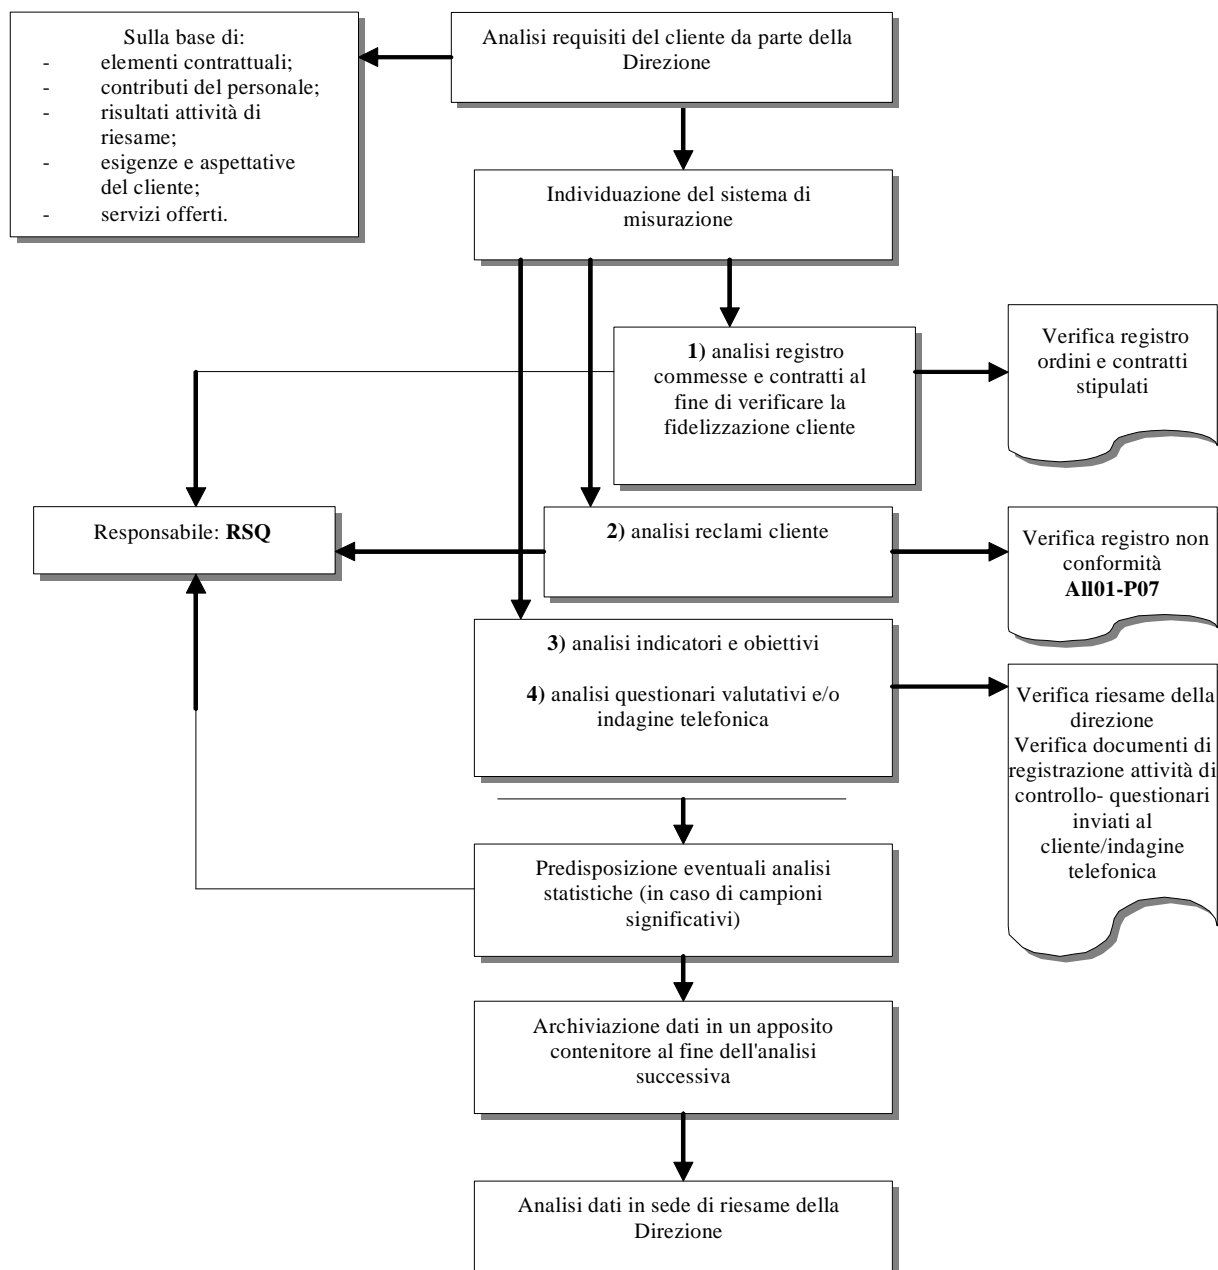 Sulla base di:
- elementi contrattuali;
- contributi del personale;
- risultati attività di
riesame;
- esigenze e aspettative
del cliente;
- servizi offerti.
Analisi requisiti del cliente da parte della
Direzione
Individuazione del sistema di
misurazione
1) analisi registro
commesse e contratti al
fine di verificare la
fidelizzazione cliente
Verifica registro
ordini e contratti
stipulati
Responsabile: RSQ
2) analisi reclami cliente
Verifica registro non
conformità
All01-P07
3) analisi indicatori e obiettivi
4) analisi questionari valutativi e/o
indagine telefonica
Verifica riesame della
direzione
Verifica documenti di
registrazione attività di
controllo- questionari
inviati al
cliente/indagine
telefonica
Predisposizione eventuali analisi
statistiche (in caso di campioni
significativi)
Archiviazione dati in un apposito
contenitore al fine dell'analisi
successiva
Analisi dati in sede di riesame della
Direzione